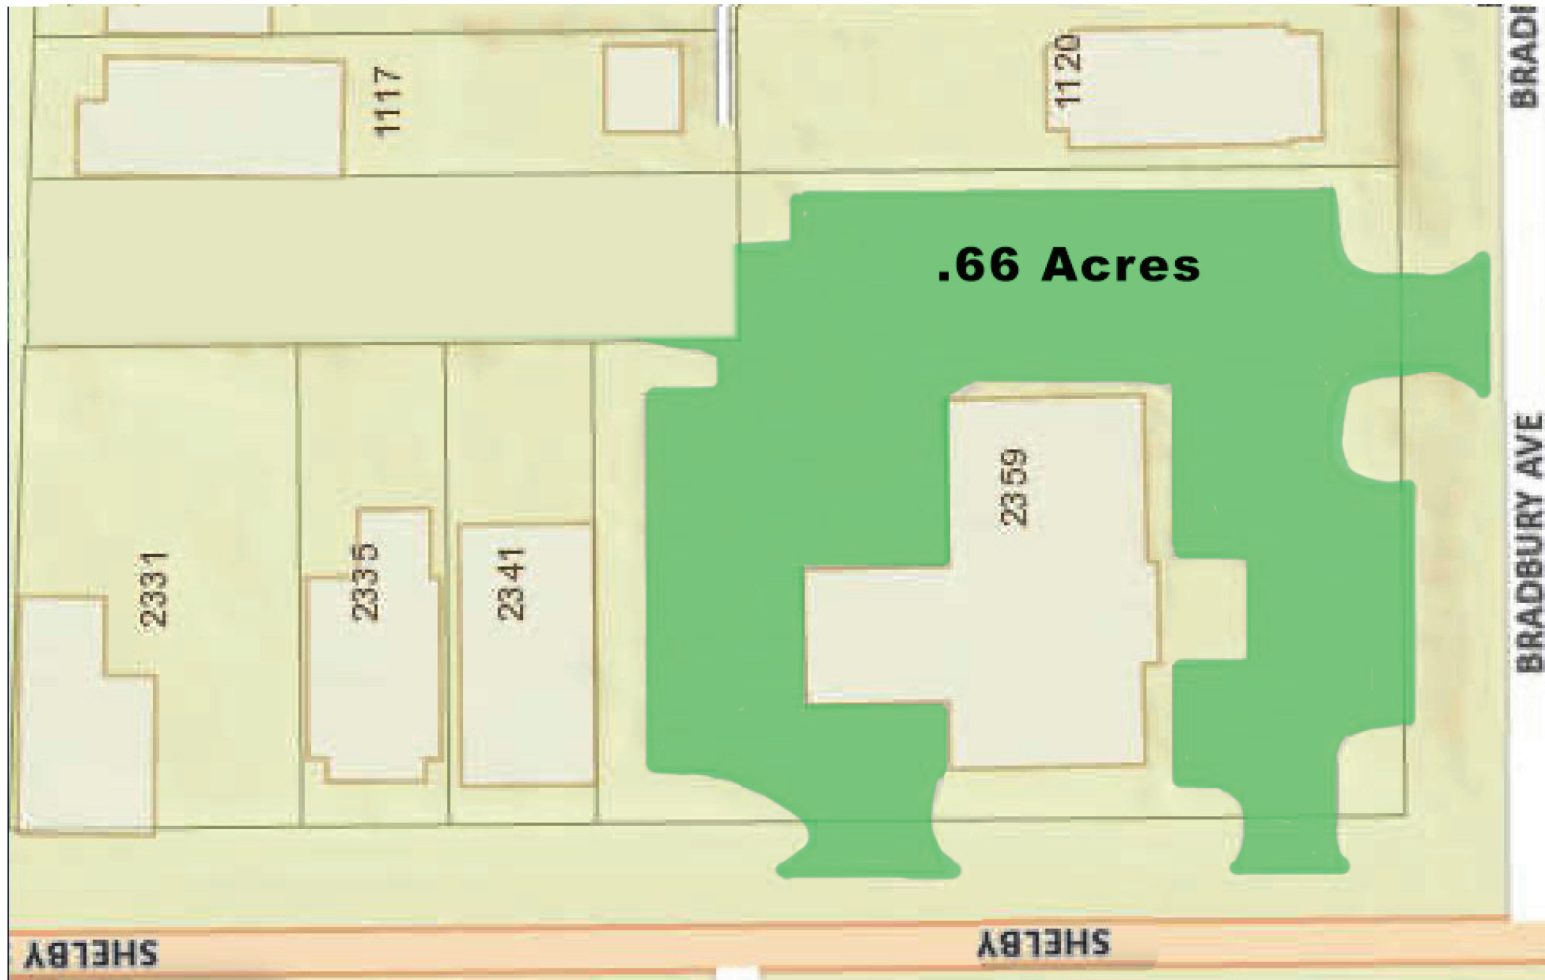 BRADI
1120
1117
.66 Acres
2359
BRADBURY AVE
2331
2335
2341
SHELBY
SHELBY